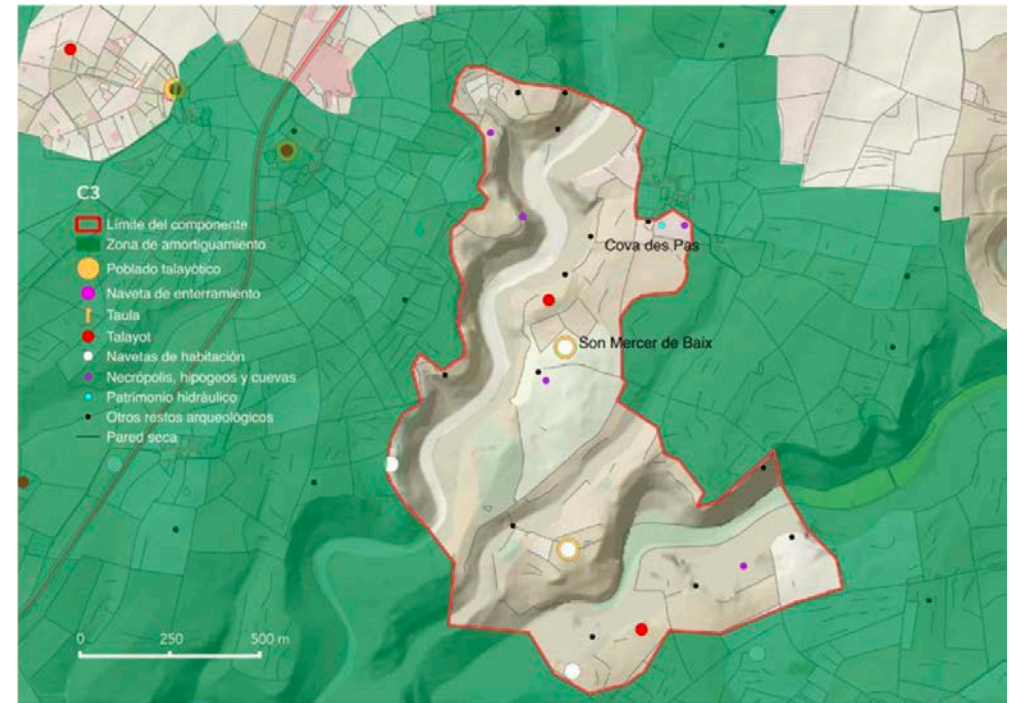 C3
Límite del componente
Zona de amortiguamiento
Poblado talayòtico
Naveta de enterramiento
Taula
Talayot
Navetas de habitación
Necrópolis, hipogeos y cuevas
Patrimonio hidráulico
Otros restos arqueológicos
Pared seca
Cova des Pas
Son Mercer de Baix
0 250 500 m